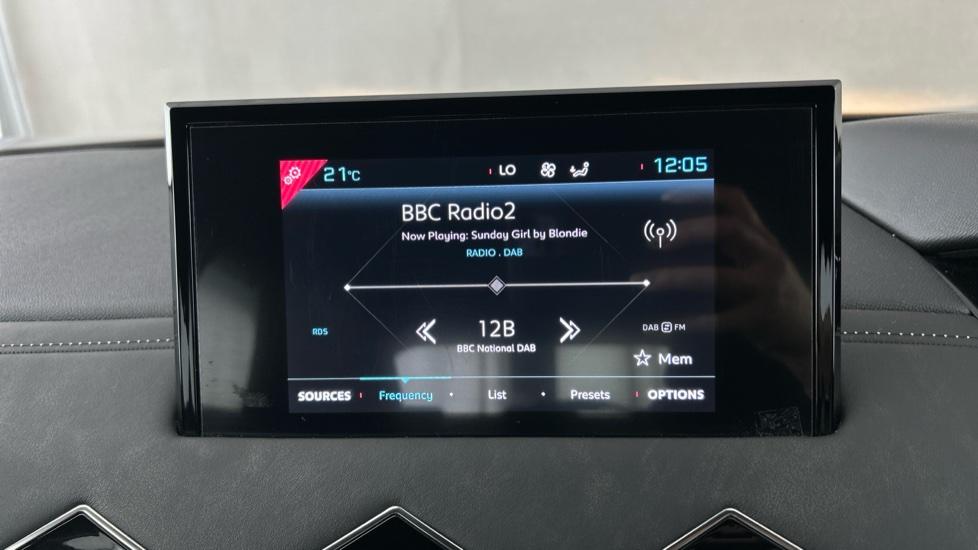 21°C LO 12:05
BBC Radio2
Now Playing: Sunday Girl by Blondie
RADIO . DAB
RDS 12B DAB FM
BBC National DAB
Mem
SOURCES Frequency List Presets OPTIONS